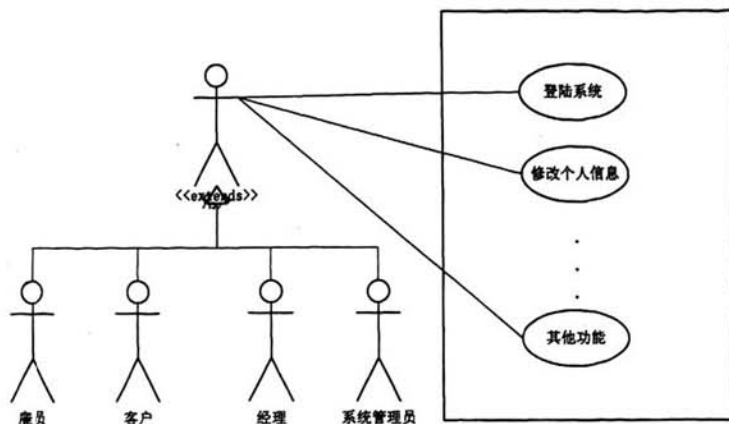 登陆系统
修改个人信息
<<extends>>
其他功能
雇员
客户
经理
系统管理员